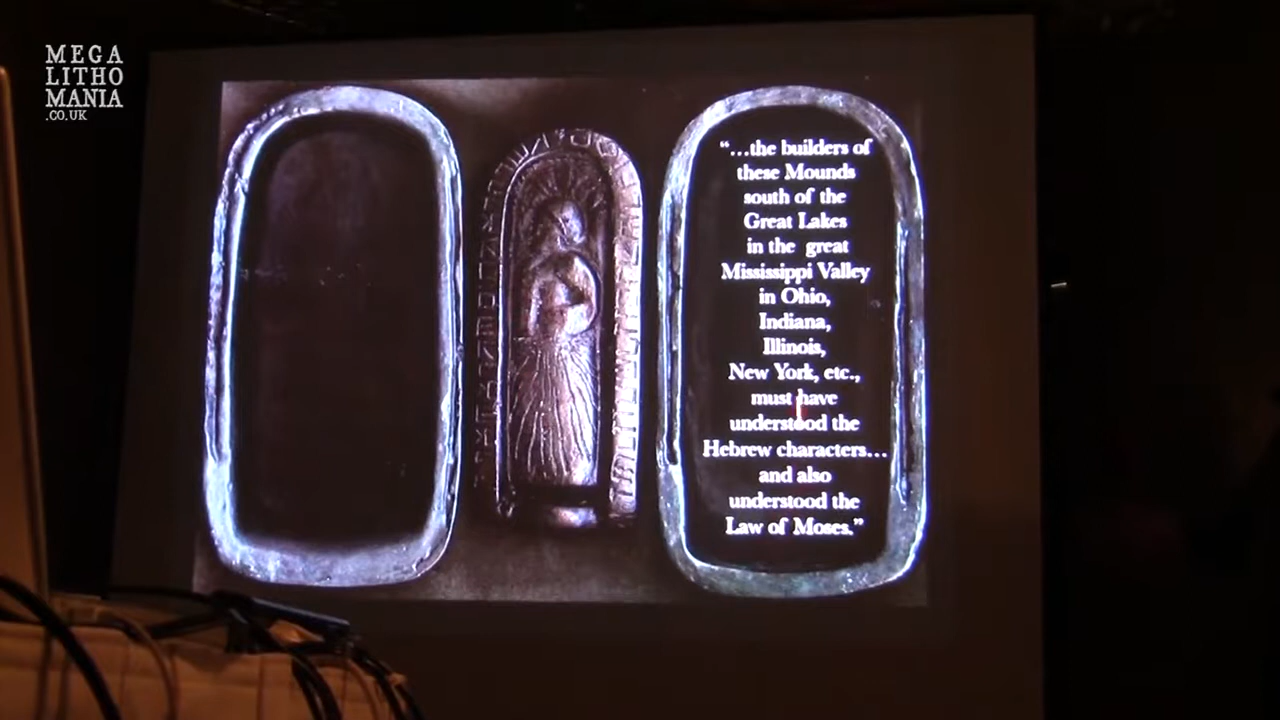 MEGA
LITHO
MANIA
.CO.UK
“...the builders of
these Mounds
south of the
Great Lakes
in the great
Mississippi Valley
in Ohio,
Indiana,
Illinois,
New York, etc.,
must have
understood the
Hebrew characters...
and also
understood the
Law of Moses.”